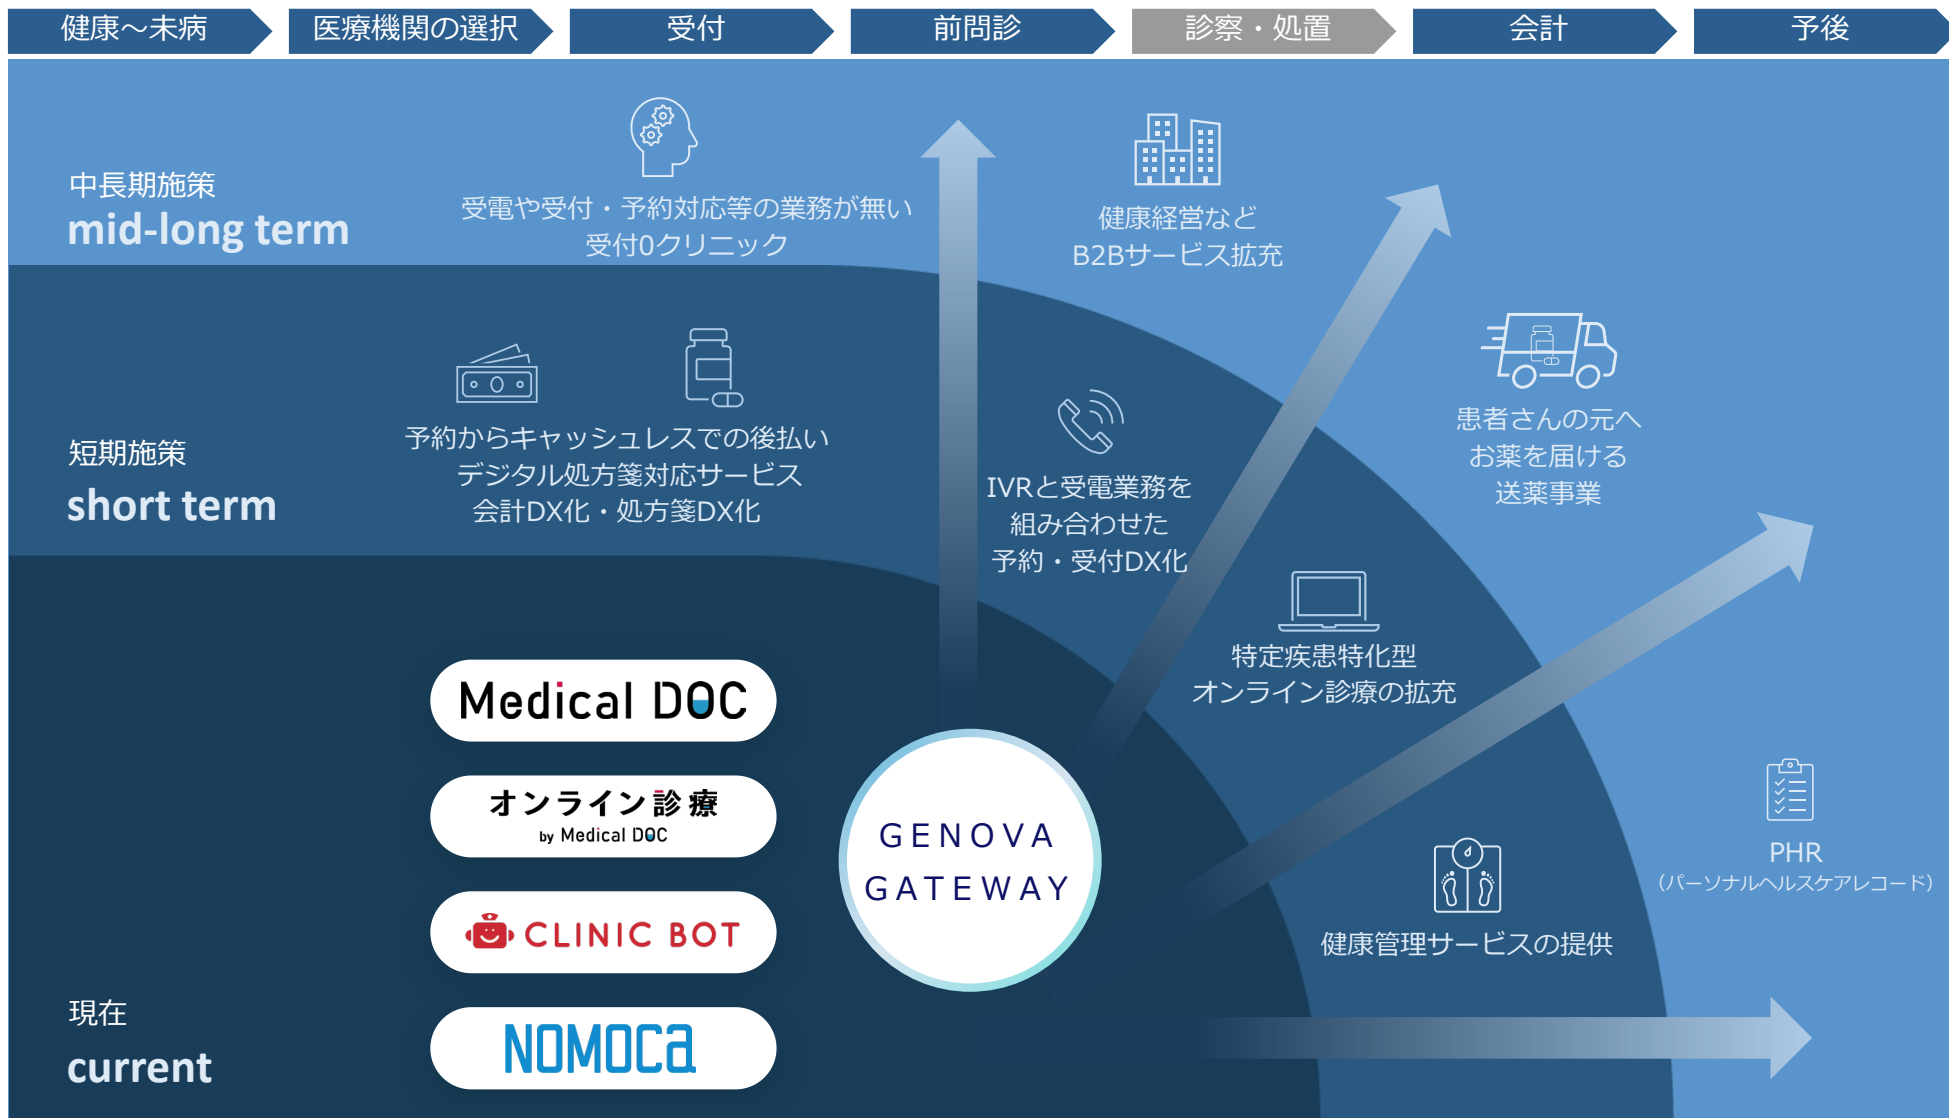 健康～未病
医療機関の選択
受付
前問診
診察・処置
会計
予後
中長期施策
mid-long term
受電や受付・予約対応等の業務が無い
受付0クリニック
健康経営など
B2Bサービス拡充
患者さんの元へ
お薬を届ける
送薬事業
短期施策
short term
予約からキャッシュレスでの後払い
デジタル処方箋対応サービス
会計DX化・処方箋DX化
IVRと受電業務を
組み合わせた
予約・受付DX化
特定疾患特化型
オンライン診療の拡充
健康管理サービスの提供
PHR
（パーソナルヘルスケアレコード）
現在
current
Medical DOC
オンライン診療
by Medical DOC
CLINIC BOT
NOMOCa
GENOVA
GATEWAY